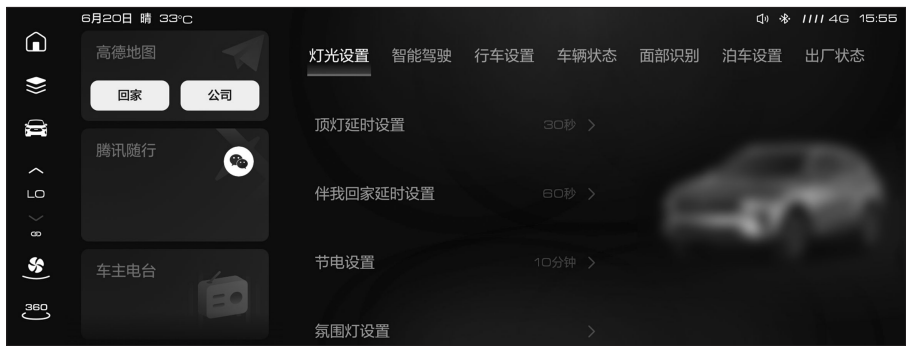 6月20日 晴 33°C
4G 15:55
高德地图
回家 公司
腾讯随行
车主电台
LO
360
灯光设置 智能驾驶 行车设置 车辆状态 面部识别 泊车设置 出厂状态
顶灯延时设置 30秒
伴我回家延时设置 60秒
节电设置 10分钟
氛围灯设置